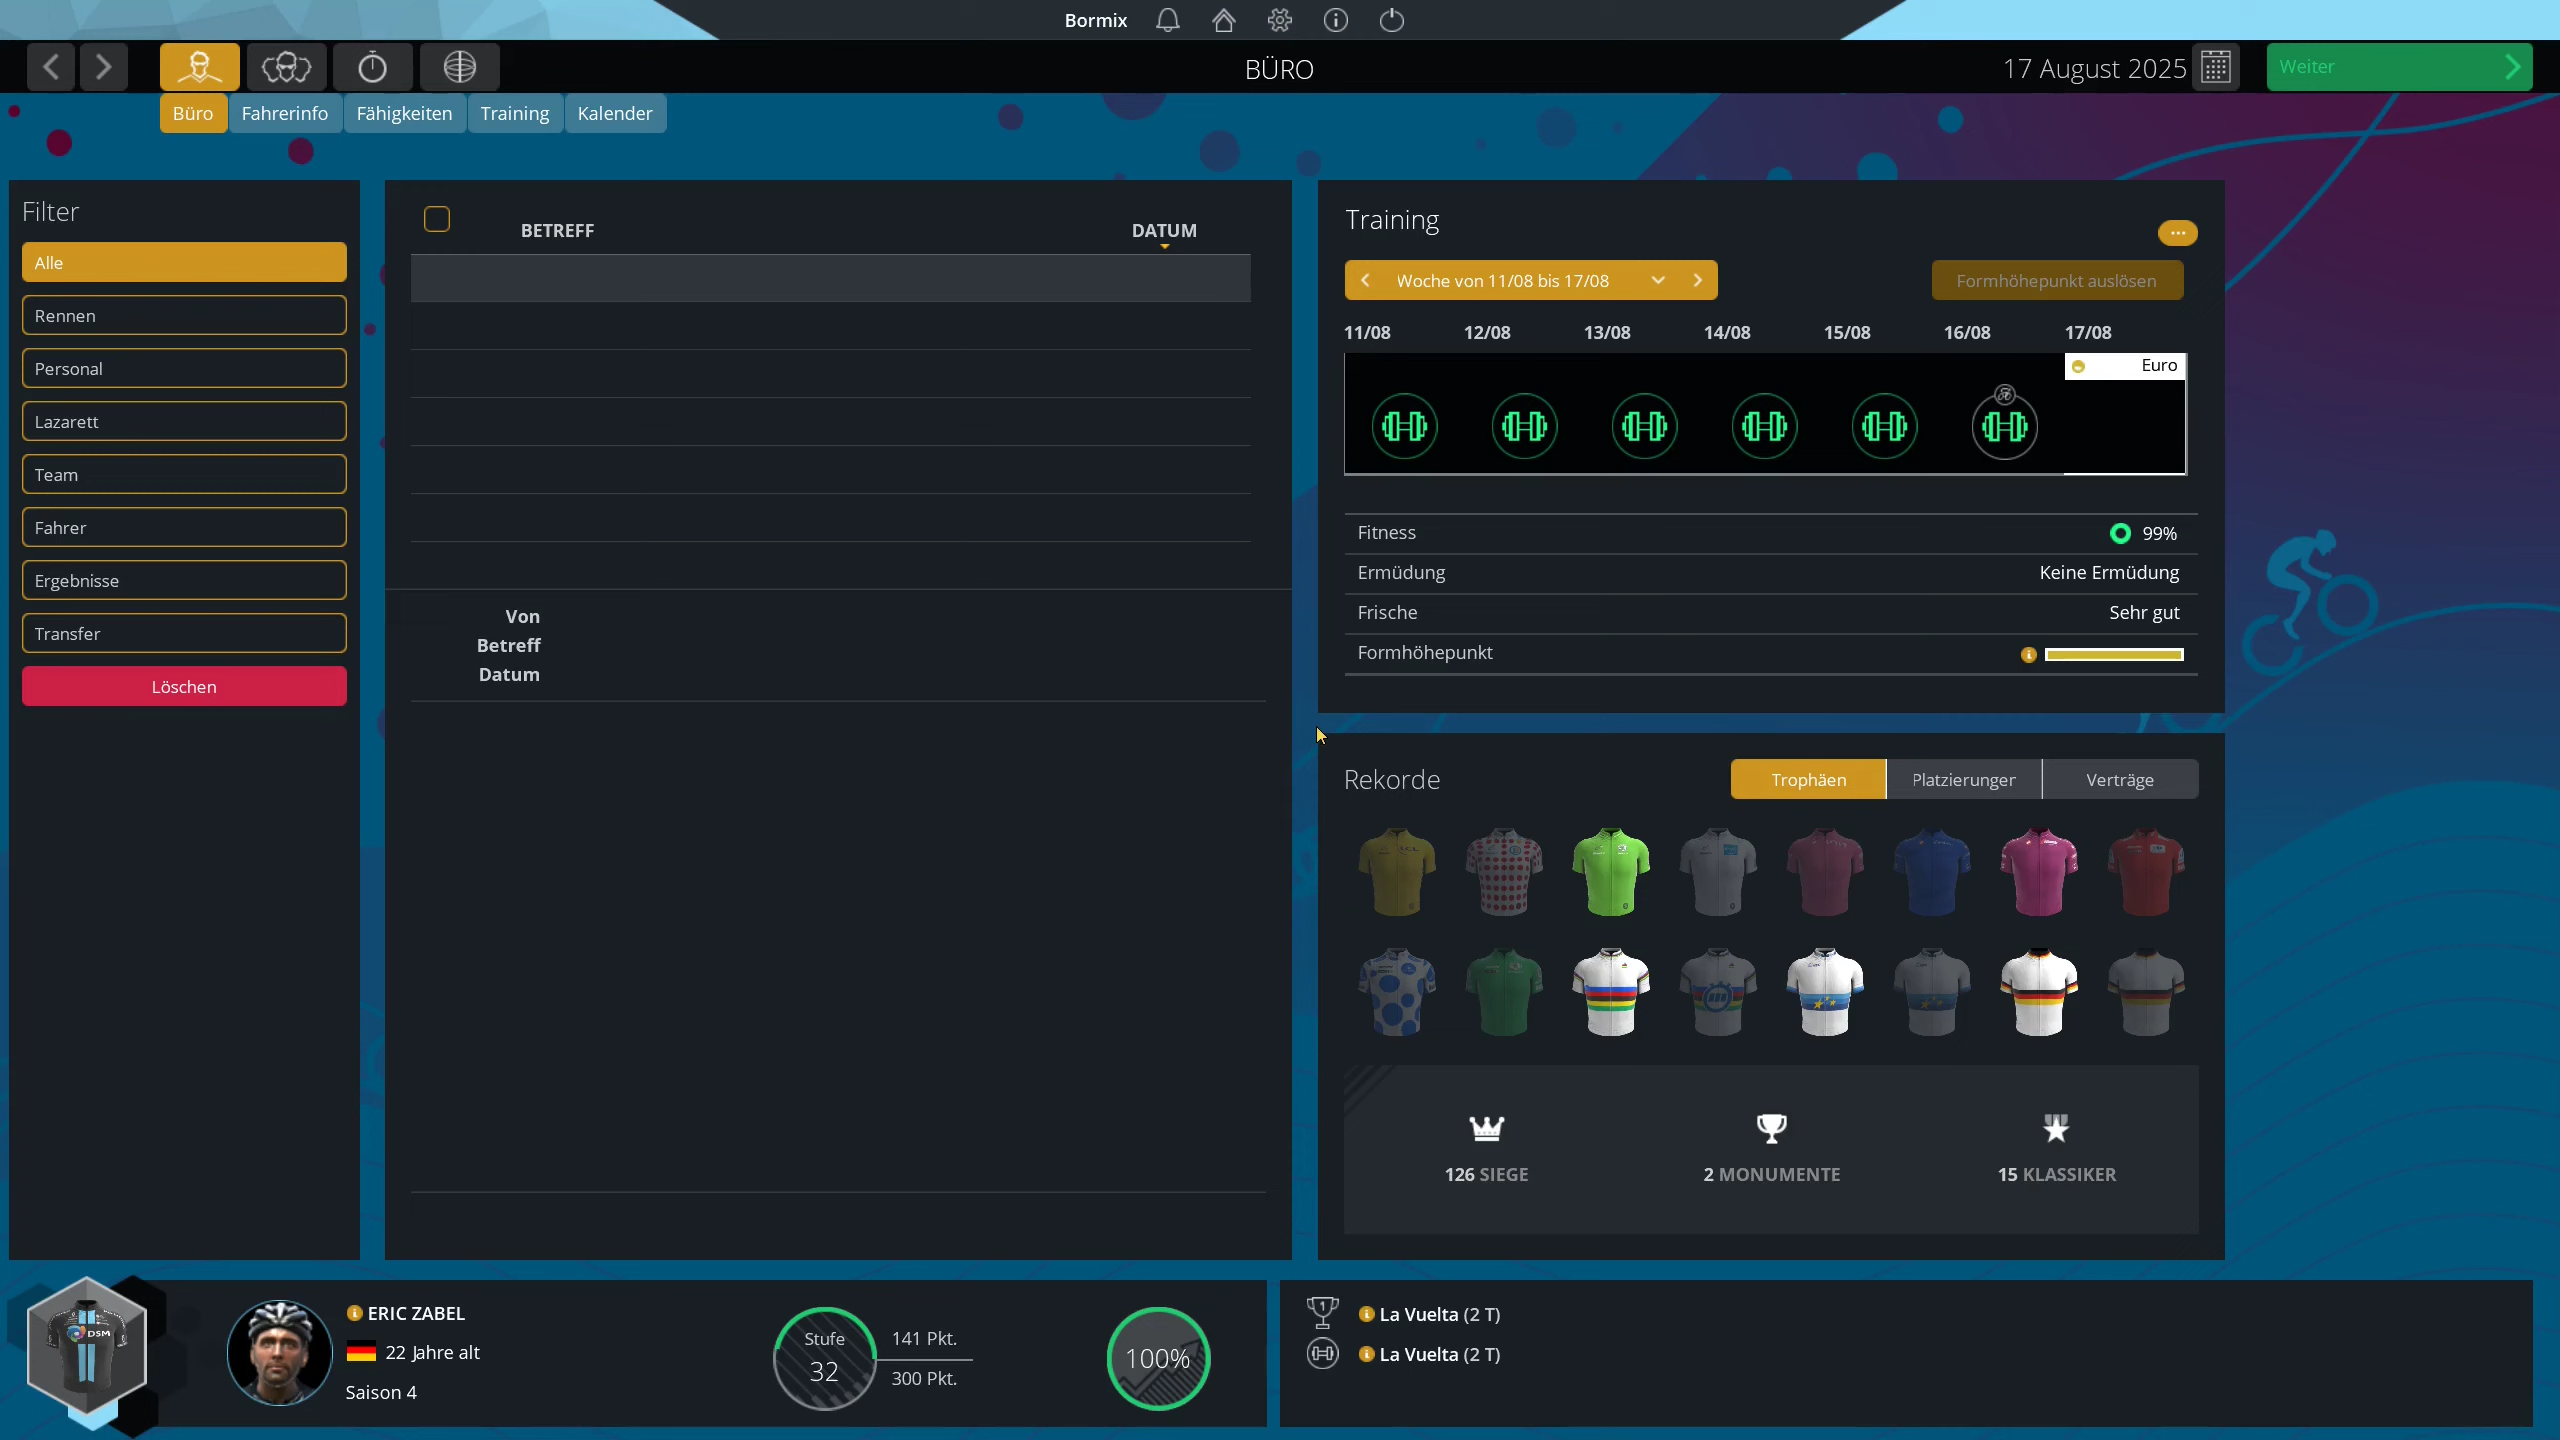 Bormix
BÜRO
17 August 2025
Weiter
Büro
Fahrerinfo
Fähigkeiten
Training
Kalender
Filter
Alle
Rennen
Personal
Lazarett
Team
Fahrer
Ergebnisse
Transfer
Löschen
BETREFF
DATUM
Von
Betreff
Datum
Training
...
Woche von 11/08 bis 17/08
Formhöhepunkt auslösen
11/08
12/08
13/08
14/08
15/08
16/08
17/08
Euro
Fitness
99%
Ermüdung
Keine Ermüdung
Frische
Sehr gut
Formhöhepunkt
Rekorde
Trophäen
Platzierunger
Verträge
126 SIEGE
2 MONUMENTE
15 KLASSIKER
DSM
ERIC ZABEL
22 Jahre alt
Saison 4
Stufe
32
141 Pkt.
300 Pkt.
100%
1
La Vuelta (2 T)
La Vuelta (2 T)